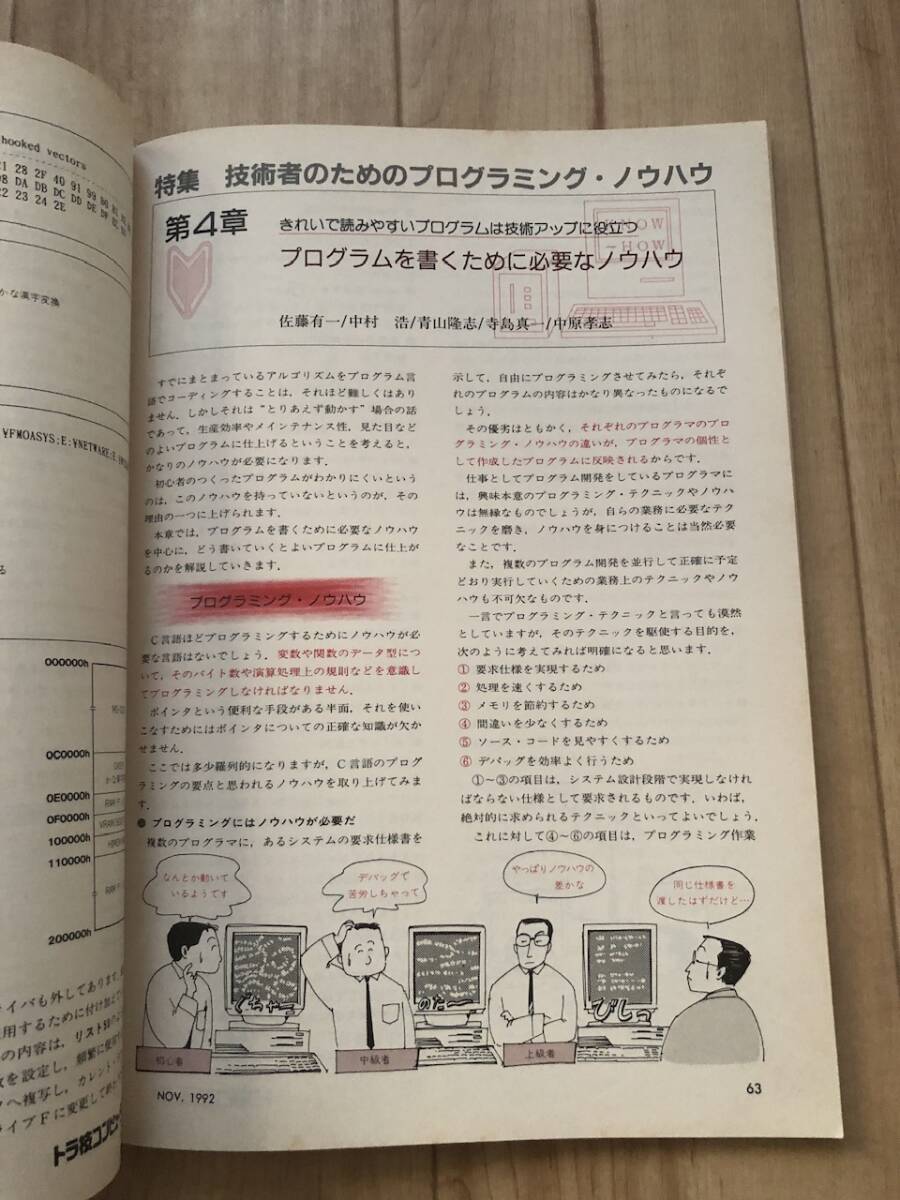 hooked vectors
21 28 2F 40 91 99
DA DB DC DD DE DF
22 23 24 2E
かな漢字変換
000000h
0C0000h
0E0000h
0F0000h
100000h
110000h
200000h
イバも外してあります.
用するために付け加え
の内容は,リスト
を設定し,頻繁に使
へ複写し,カレント・
イブFに変更して
トラ技コンピュ
特集 技術者のためのプログラミング・ノウハウ
第4章
きれいで読みやすいプログラムは技術アップに役立つ
プログラムを書くために必要なノウハウ
KNOW
-HOW
佐藤有一/中村 浩/青山隆志/寺島真一/中原孝志
すでにまとまっているアルゴリズムをプログラム言
語でコーディングすることは,それほど難しくはあり
ません.しかしそれは“とりあえず動かす”場合の話
であって,生産効率やメインテナンス性,見た目など
のよいプログラムに仕上げるということを考えると,
かなりのノウハウが必要になります.
初心者のつくったプログラムがわかりにくいという
のは,このノウハウを持っていないというのが,その
理由の一つに上げられます.
本章では,プログラムを書くために必要なノウハウ
を中心に,どう書いていくとよいプログラムに仕上が
るのかを解説していきます.
プログラミング・ノウハウ
C言語ほどプログラミングするためにノウハウが必
要な言語はないでしょう.変数や関数のデータ型につ
いて,そのバイト数や演算処理上の規則などを意識し
てプログラミングしなければなりません.
ポインタという便利な手段がある半面,それを使い
こなすためにはポインタについての正確な知識が欠か
せません.
ここでは多少羅列的になりますが,C言語のプログ
ラミングの要点と思われるノウハウを取り上げてみま
す.
● プログラミングにはノウハウが必要だ
複数のプログラマに,あるシステムの要求仕様書を
示して,自由にプログラミングさせてみたら,それぞ
れのプログラムの内容はかなり異なったものになるで
しょう.
その優劣はともかく,それぞれのプログラマのプロ
グラミング・ノウハウの違いが,プログラマの個性と
して作成したプログラムに反映されるからです.
仕事としてプログラム開発をしているプログラマに
は,興味本意のプログラミング・テクニックやノウハ
ウは無縁なものでしょうが,自らの業務に必要なテク
ニックを磨き,ノウハウを身につけることは当然必要
なことです.
また,複数のプログラム開発を並行して正確に予定
どおり実行していくための業務上のテクニックやノウ
ハウも不可欠なものです.
一言でプログラミング・テクニックと言っても漠然
としていますが,そのテクニックを駆使する目的を,
次のように考えてみれば明確になると思います.
① 要求仕様を実現するため
② 処理を速くするため
③ メモリを節約するため
④ 間違いを少なくするため
⑤ ソース・コードを見やすくするため
⑥ デバッグを効率よく行うため
①~③の項目は,システム設計段階で実現しなけれ
ばならない仕様として要求されるものです.いわば,
絶対的に求められるテクニックといってよいでしょう.
これに対して④~⑥の項目は,プログラミング作業
なんとか動いて
いるようです
デバッグで
苦労しちゃって
やっぱりノウハウの
差かな
同じ仕様書を
渡したはずだけど…
ぐちゃー
のたー
びしっ
初心者
中級者
上級者
NOV, 1992
63